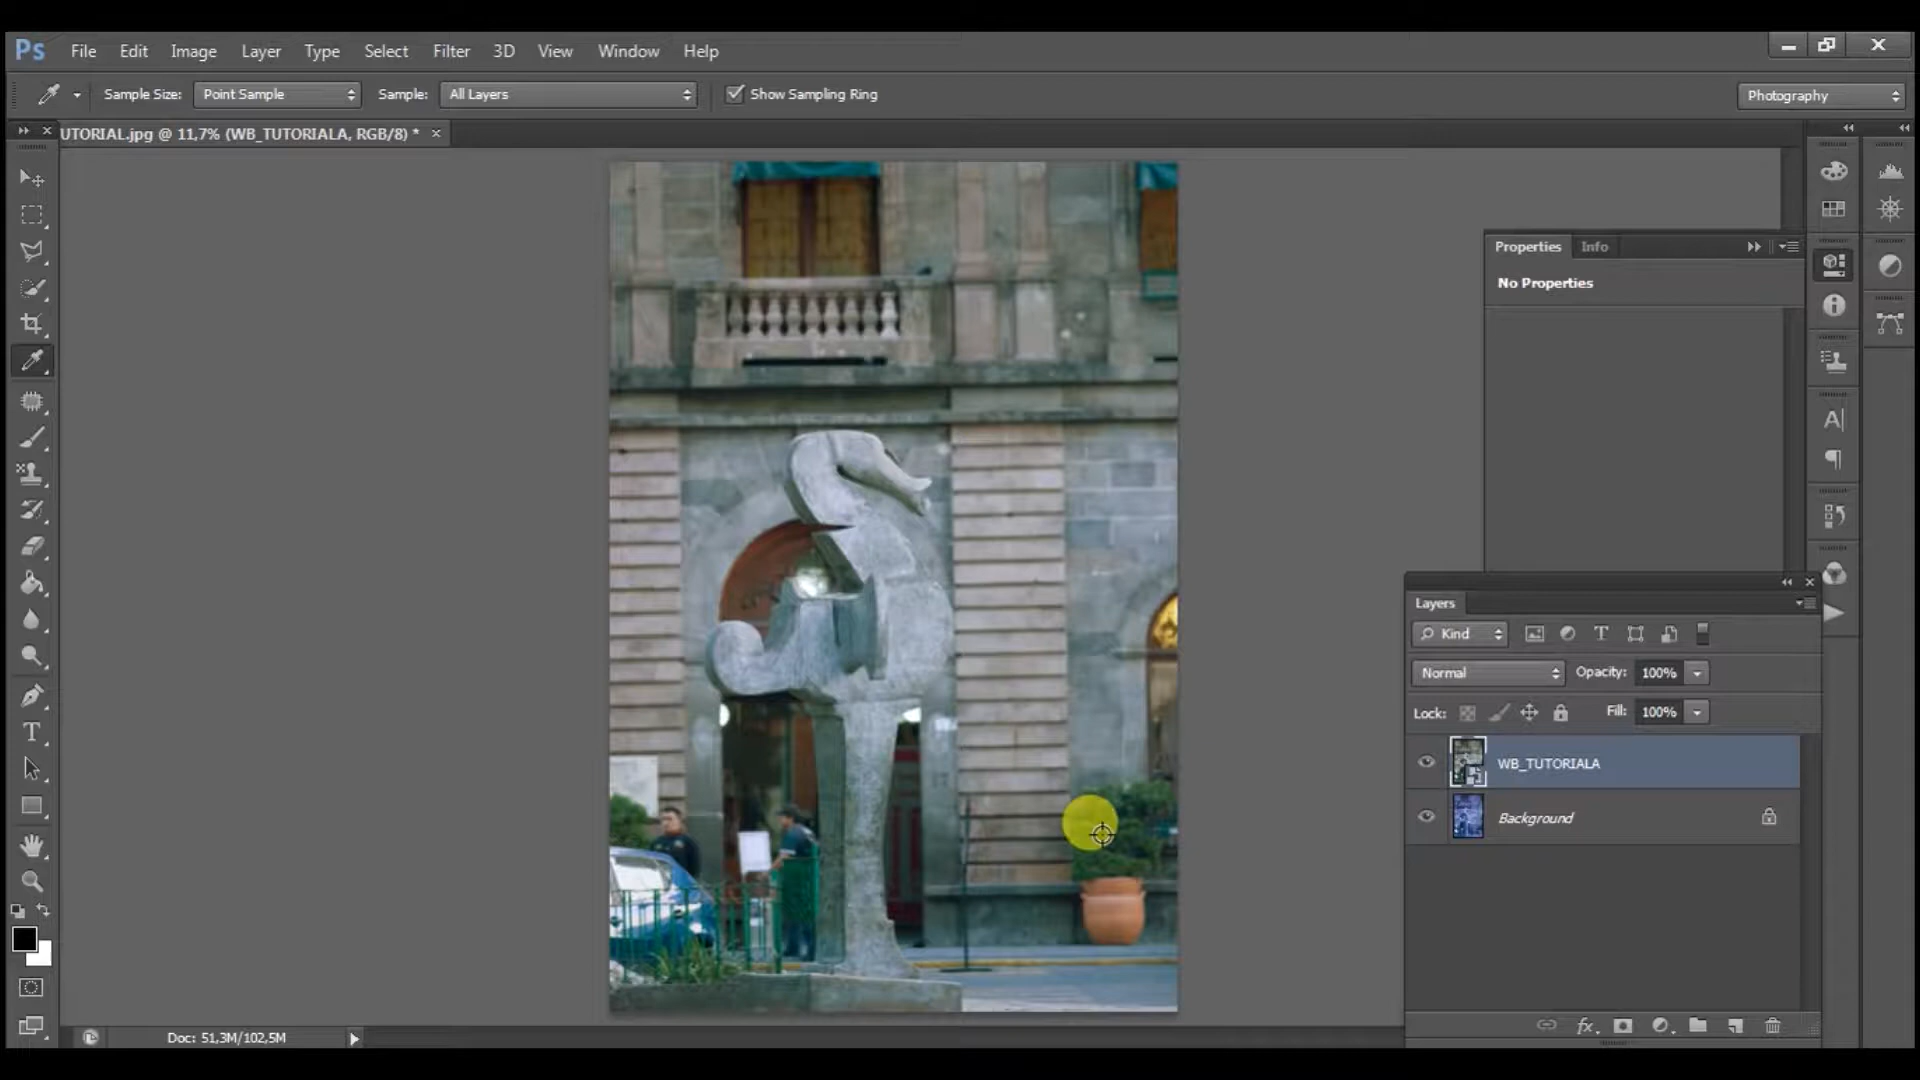 Ps File Edit Image Layer Type Select Filter 3D View Window Help
Sample Size: Point Sample Sample: All Layers Show Sampling Ring Photography
UTORIAL.jpg @ 11,7% (WB_TUTORIALA, RGB/8) *
Properties Info
No Properties
Layers
Kind
Normal Opacity: 100%
Lock: Fill: 100%
WB_TUTORIALA
Background
Doc: 51,3M/102,5M